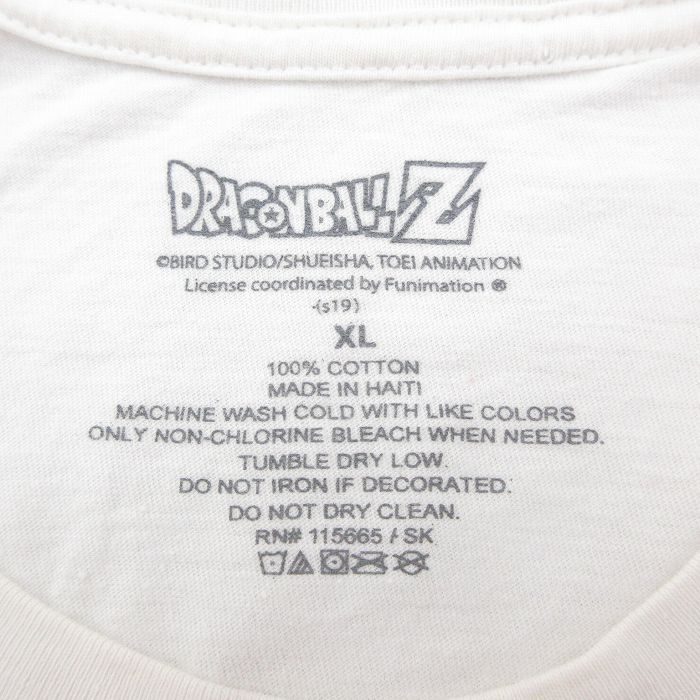 DRAGON BALL Z
©BIRD STUDIO/SHUEISHA, TOEI ANIMATION
License coordinated by Funimation ®
-(s19)
XL
100% COTTON
MADE IN HAITI
MACHINE WASH COLD WITH LIKE COLORS
ONLY NON-CHLORINE BLEACH WHEN NEEDED.
TUMBLE DRY LOW.
DO NOT IRON IF DECORATED.
DO NOT DRY CLEAN.
RN# 115665 / SK